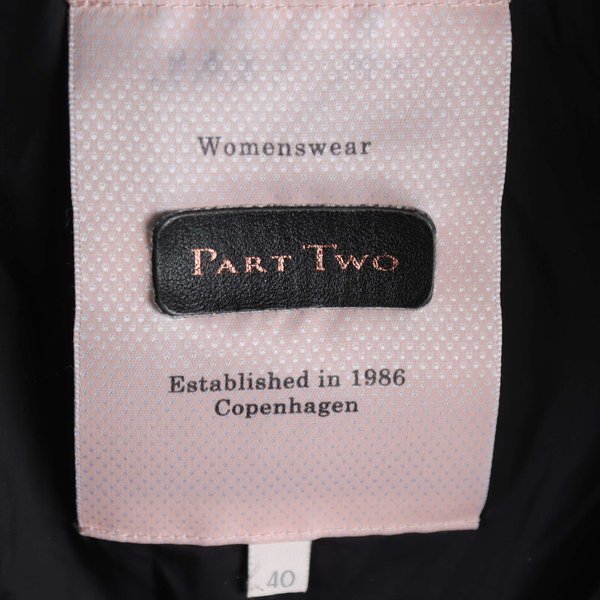 Womenswear
PART TWO
Established in 1986
Copenhagen
40